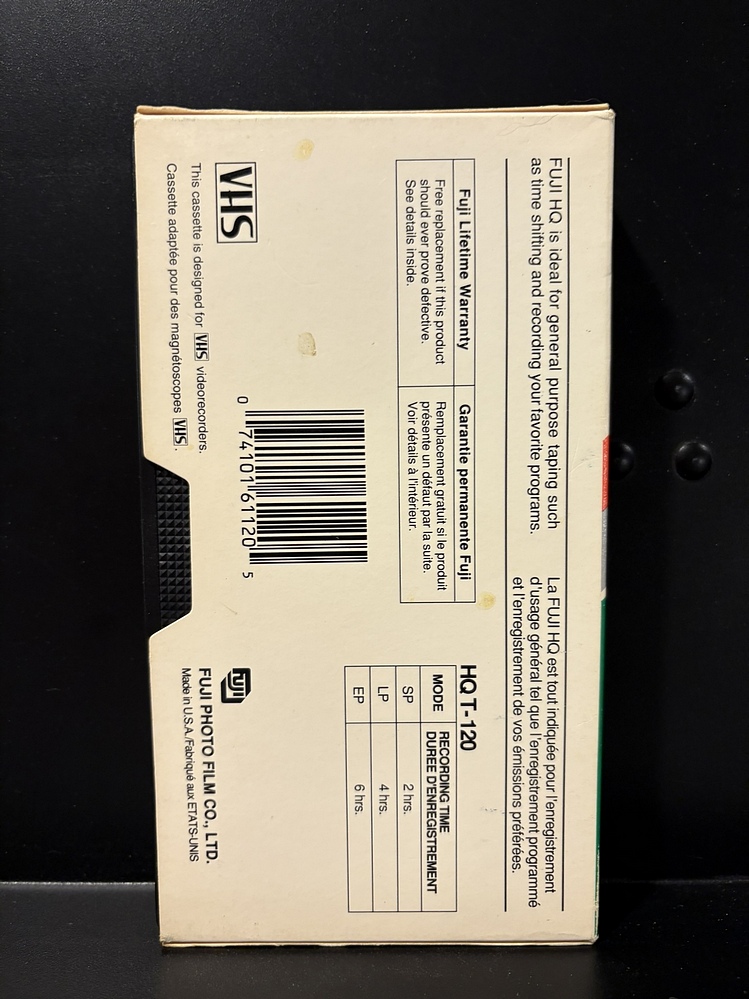 FUJI HQ is ideal for general purpose taping such
as time shifting and recording your favorite programs.
La FUJI HQ est tout indiquée pour l'enregistrement
d'usage général tel que l'enregistrement programmé
et l'enregistrement de vos émissions préférées.
Fuji Lifetime Warranty
Free replacement if this product
should ever prove defective.
See details inside.
Garantie permanente Fuji
Remplacement gratuit si le produit
présente un défaut par la suite.
Voir détails à l'intérieur.
HQ T-120
MODE
RECORDING TIME
DUREE D'ENREGISTREMENT
SP 2 hrs.
LP 4 hrs.
EP 6 hrs.
0 74101 61120 5
VHS
This cassette is designed for VHS videorecorders.
Cassette adaptée pour des magnétoscopes VHS.
FUJI
FUJI PHOTO FILM CO., LTD.
Made in U.S.A./Fabriqué aux ETATS-UNIS